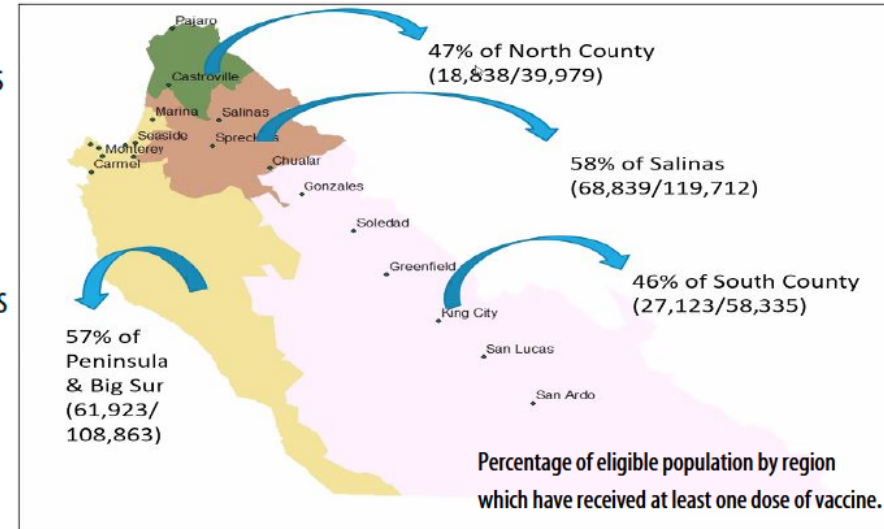 Pajaro
47% of North County
(18,838/39,979)
Castroville
Marina
Salinas
Seaside
Spreckels
Monterey
Carmel
Chualar
58% of Salinas
(68,839/119,712)
Gonzales
Soledad
Greenfield
46% of South County
(27,123/58,335)
King City
57% of
Peninsula
& Big Sur
(61,923/
108,863)
San Lucas
San Ardo
Percentage of eligible population by region
which have received at least one dose of vaccine.
s
s